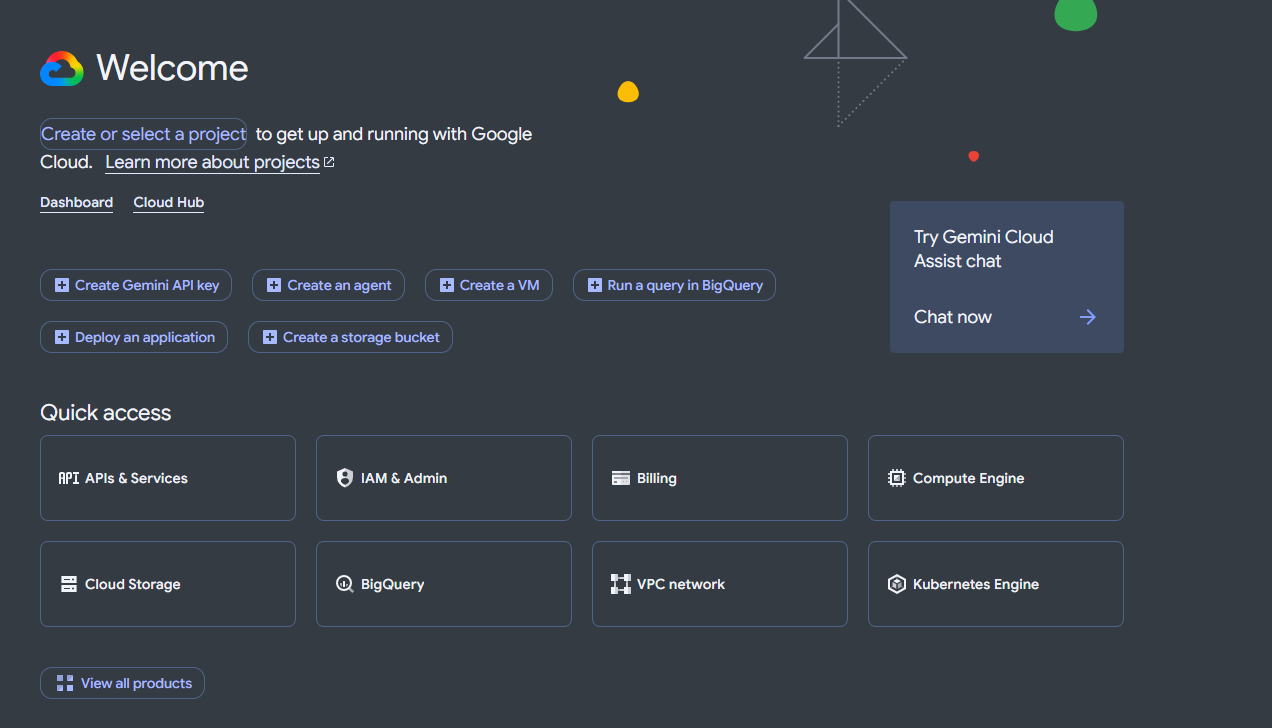 Welcome
Create or select a project to get up and running with Google
Cloud. Learn more about projects
Dashboard Cloud Hub
Try Gemini Cloud
Assist chat
Chat now
Create Gemini API key Create an agent Create a VM Run a query in BigQuery
Deploy an application Create a storage bucket
Quick access
API APIs & Services IAM & Admin Billing Compute Engine
Cloud Storage BigQuery VPC network Kubernetes Engine
View all products